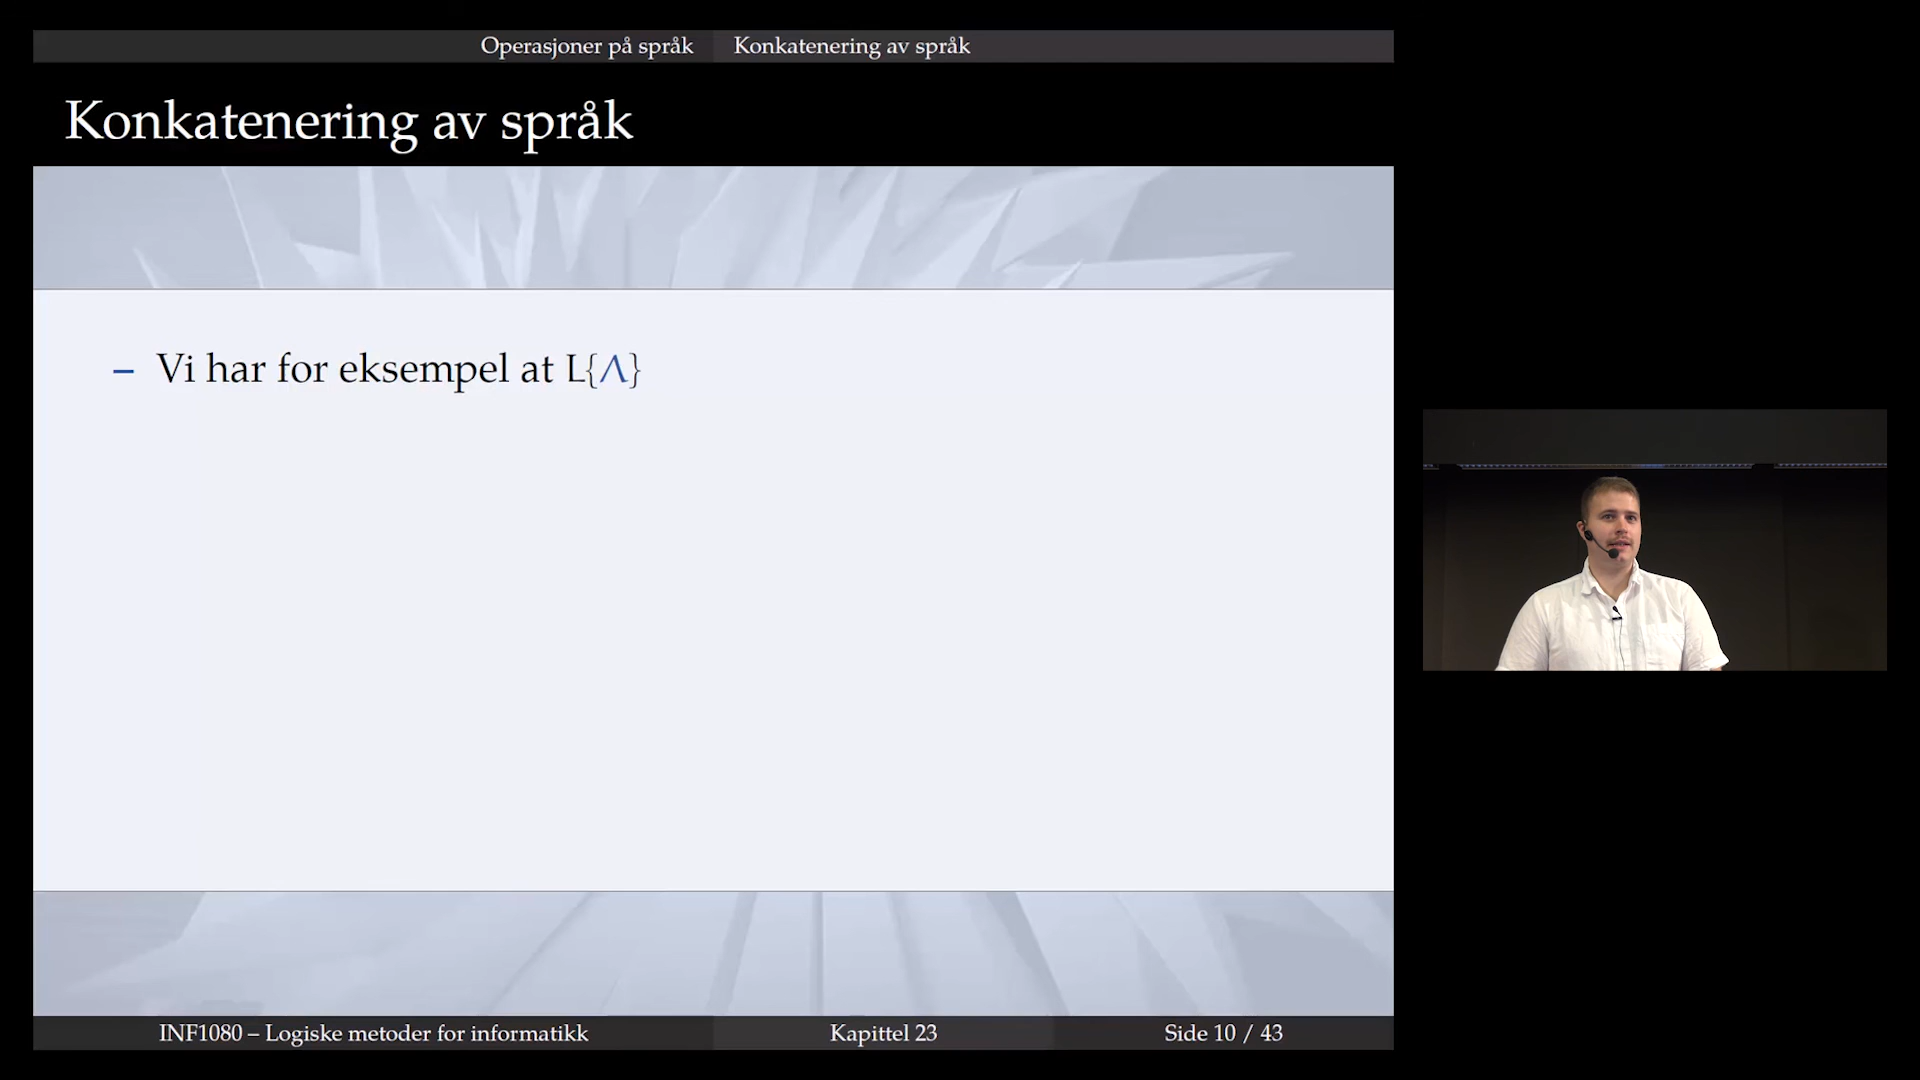 Operasjoner på språk Konkatenering av språk
Konkatenering av språk
– Vi har for eksempel at L{Λ}
INF1080 – Logiske metoder for informatikk Kapittel 23 Side 10 / 43